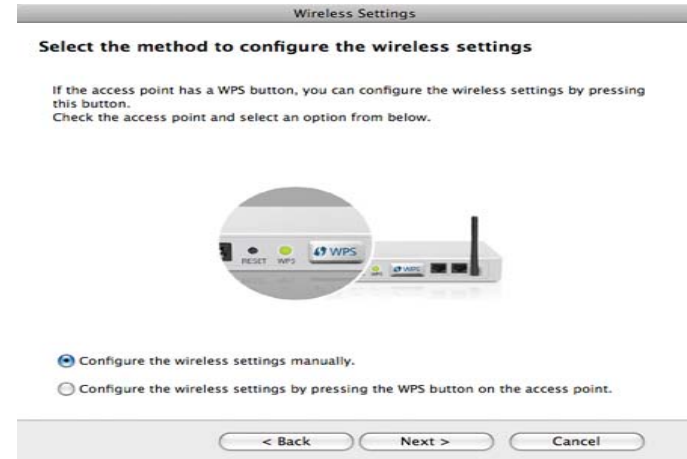 Wireless Settings
Select the method to configure the wireless settings
If the access point has a WPS button, you can configure the wireless settings by pressing
this button.
Check the access point and select an option from below.
RESET WPS WPS
WPS WPS
Configure the wireless settings manually.
Configure the wireless settings by pressing the WPS button on the access point.
< Back Next > Cancel